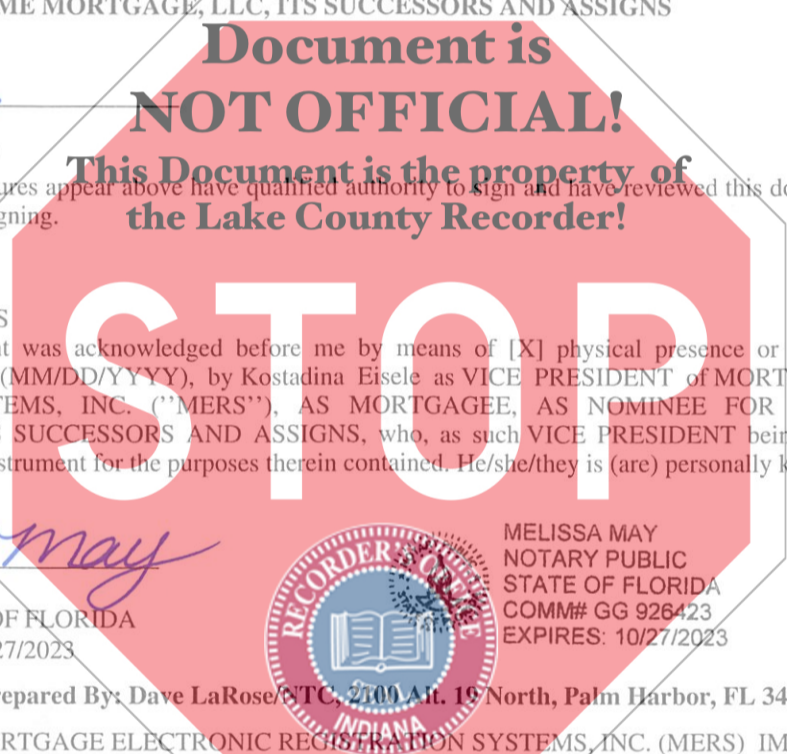 ME MORTGAGE, LLC, ITS SUCCESSORS AND ASSIGNS
Document is
NOT OFFICIAL!
This Document is the property of
ures appear above have qualified authority to sign and have reviewed this do
gning.
the Lake County Recorder!
S
STOP
t was acknowledged before me by means of [X] physical presence or
(MM/DD/YYYY), by Kostadina Eisele as VICE PRESIDENT of MORT
TEMS, INC. (''MERS''), AS MORTGAGEE, AS NOMINEE FOR
SUCCESSORS AND ASSIGNS, who, as such VICE PRESIDENT bein
strument for the purposes therein contained. He/she/they is (are) personally k
May
OF FLORIDA
27/2023
RECORDER
INDIANA
MELISSA MAY
NOTARY PUBLIC
STATE OF FLORIDA
COMM# GG 926423
EXPIRES: 10/27/2023
repared By: Dave LaRose/NTC, 2100 Alt. 19 North, Palm Harbor, FL 34
RTGAGE ELECTRONIC REGISTRATION SYSTEMS, INC. (MERS) IM